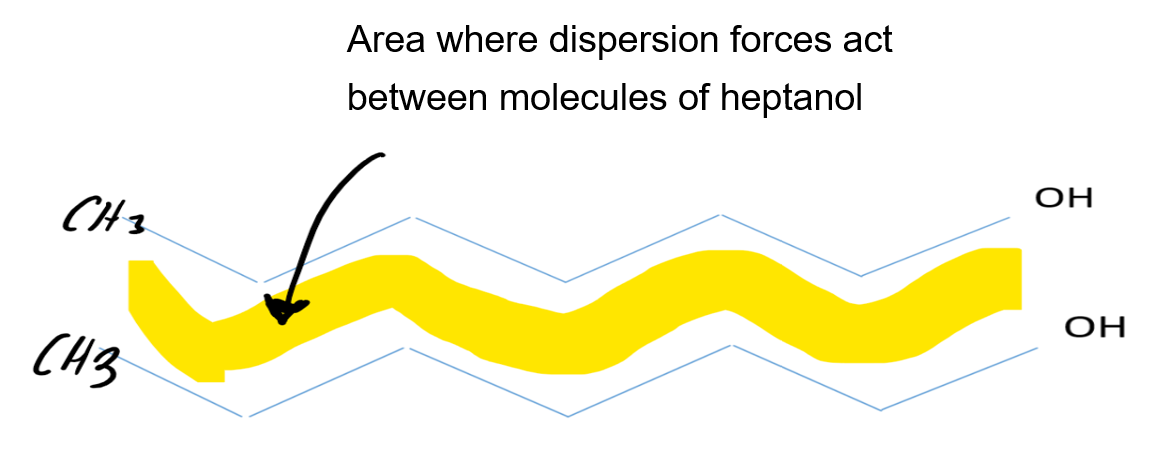 Area where dispersion forces act
between molecules of heptanol
CH3
OH
CH3
OH